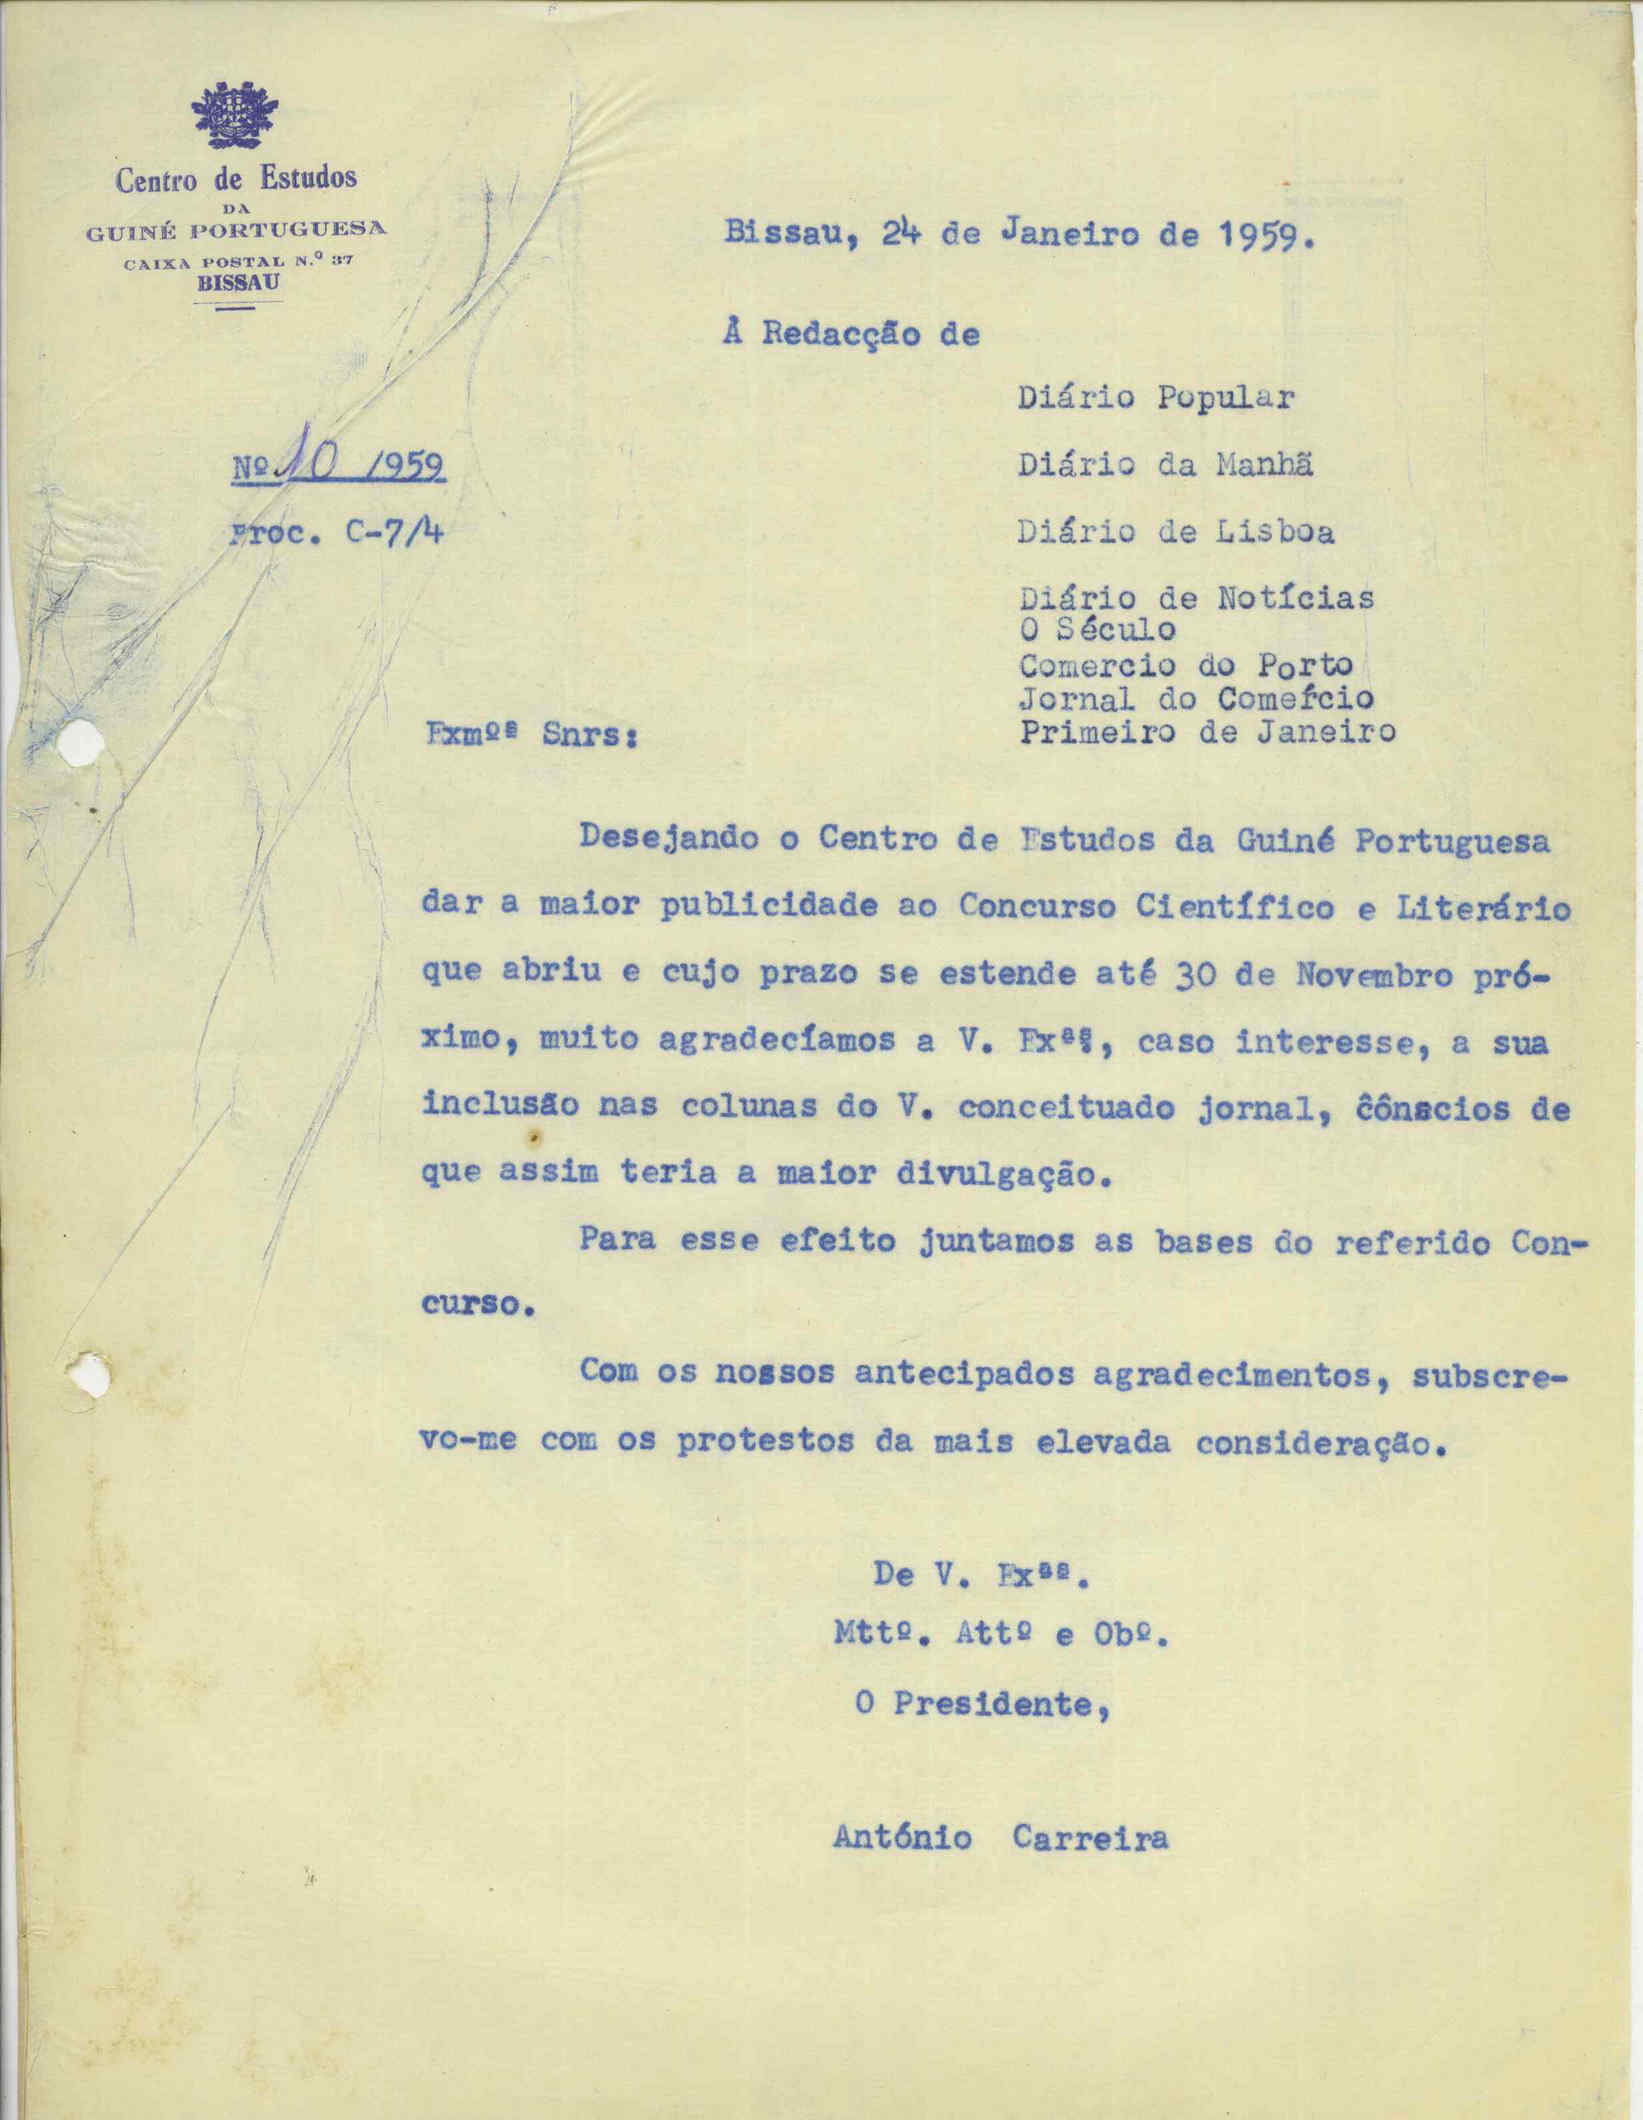 Centro de Estudos
DA
GUINÉ PORTUGUESA
CAIXA POSTAL N.º 37
BISSAU
Bissau, 24 de Janeiro de 1959.
À Redacção de
Diário Popular
Nº 10 /959
Diário da Manhã
Proc. C-7/4
Diário de Lisboa
Diário de Notícias
O Século
Comercio do Porto
Jornal do Comércio
Exmºs Snrs:
Primeiro de Janeiro
Desejando o Centro de Estudos da Guiné Portuguesa
dar a maior publicidade ao Concurso Científico e Literário
que abriu e cujo prazo se estende até 30 de Novembro pró-
ximo, muito agradecíamos a V. Exªs, caso interesse, a sua
inclusão nas colunas do V. conceituado jornal, cônscios de
que assim teria a maior divulgação.
Para esse efeito juntamos as bases do referido Con-
curso.
Com os nossos antecipados agradecimentos, subscre-
vo-me com os protestos da mais elevada consideração.
De V. Exªs.
Mttº. Attº e Obº.
O Presidente,
António Carreira